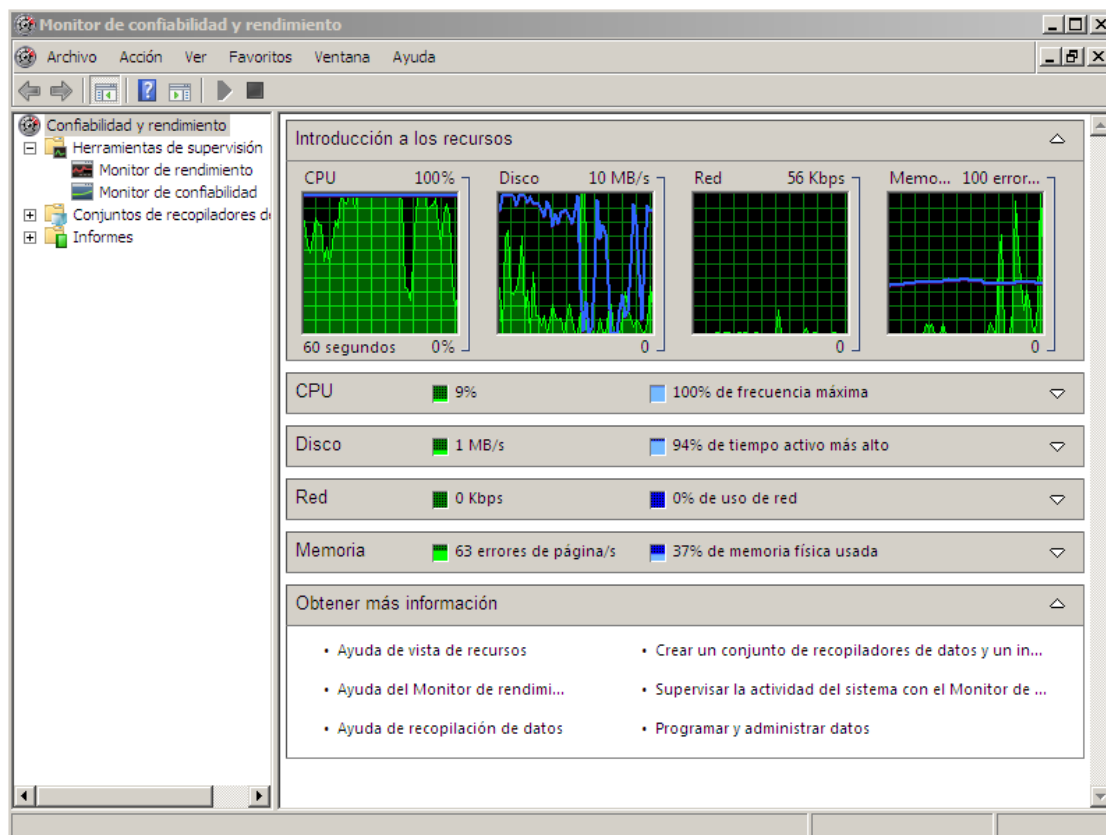 Monitor de confiabilidad y rendimiento
Archivo Acción Ver Favoritos Ventana Ayuda
Confiabilidad y rendimiento
Herramientas de supervisión
Monitor de rendimiento
Monitor de confiabilidad
Conjuntos de recopiladores de
Informes
Introducción a los recursos
CPU 100% Disco 10 MB/s Red 56 Kbps Memo... 100 error...
60 segundos 0% 0 0 0
CPU 9% 100% de frecuencia máxima
Disco 1 MB/s 94% de tiempo activo más alto
Red 0 Kbps 0% de uso de red
Memoria 63 errores de página/s 37% de memoria física usada
Obtener más información
• Ayuda de vista de recursos • Crear un conjunto de recopiladores de datos y un in...
• Ayuda del Monitor de rendimi... • Supervisar la actividad del sistema con el Monitor de ...
• Ayuda de recopilación de datos • Programar y administrar datos